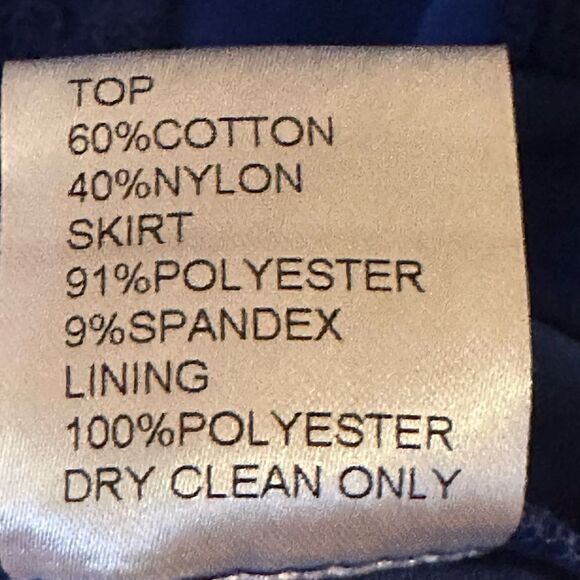 TOP
60%COTTON
40%NYLON
SKIRT
91%POLYESTER
9%SPANDEX
LINING
100%POLYESTER
DRY CLEAN ONLY